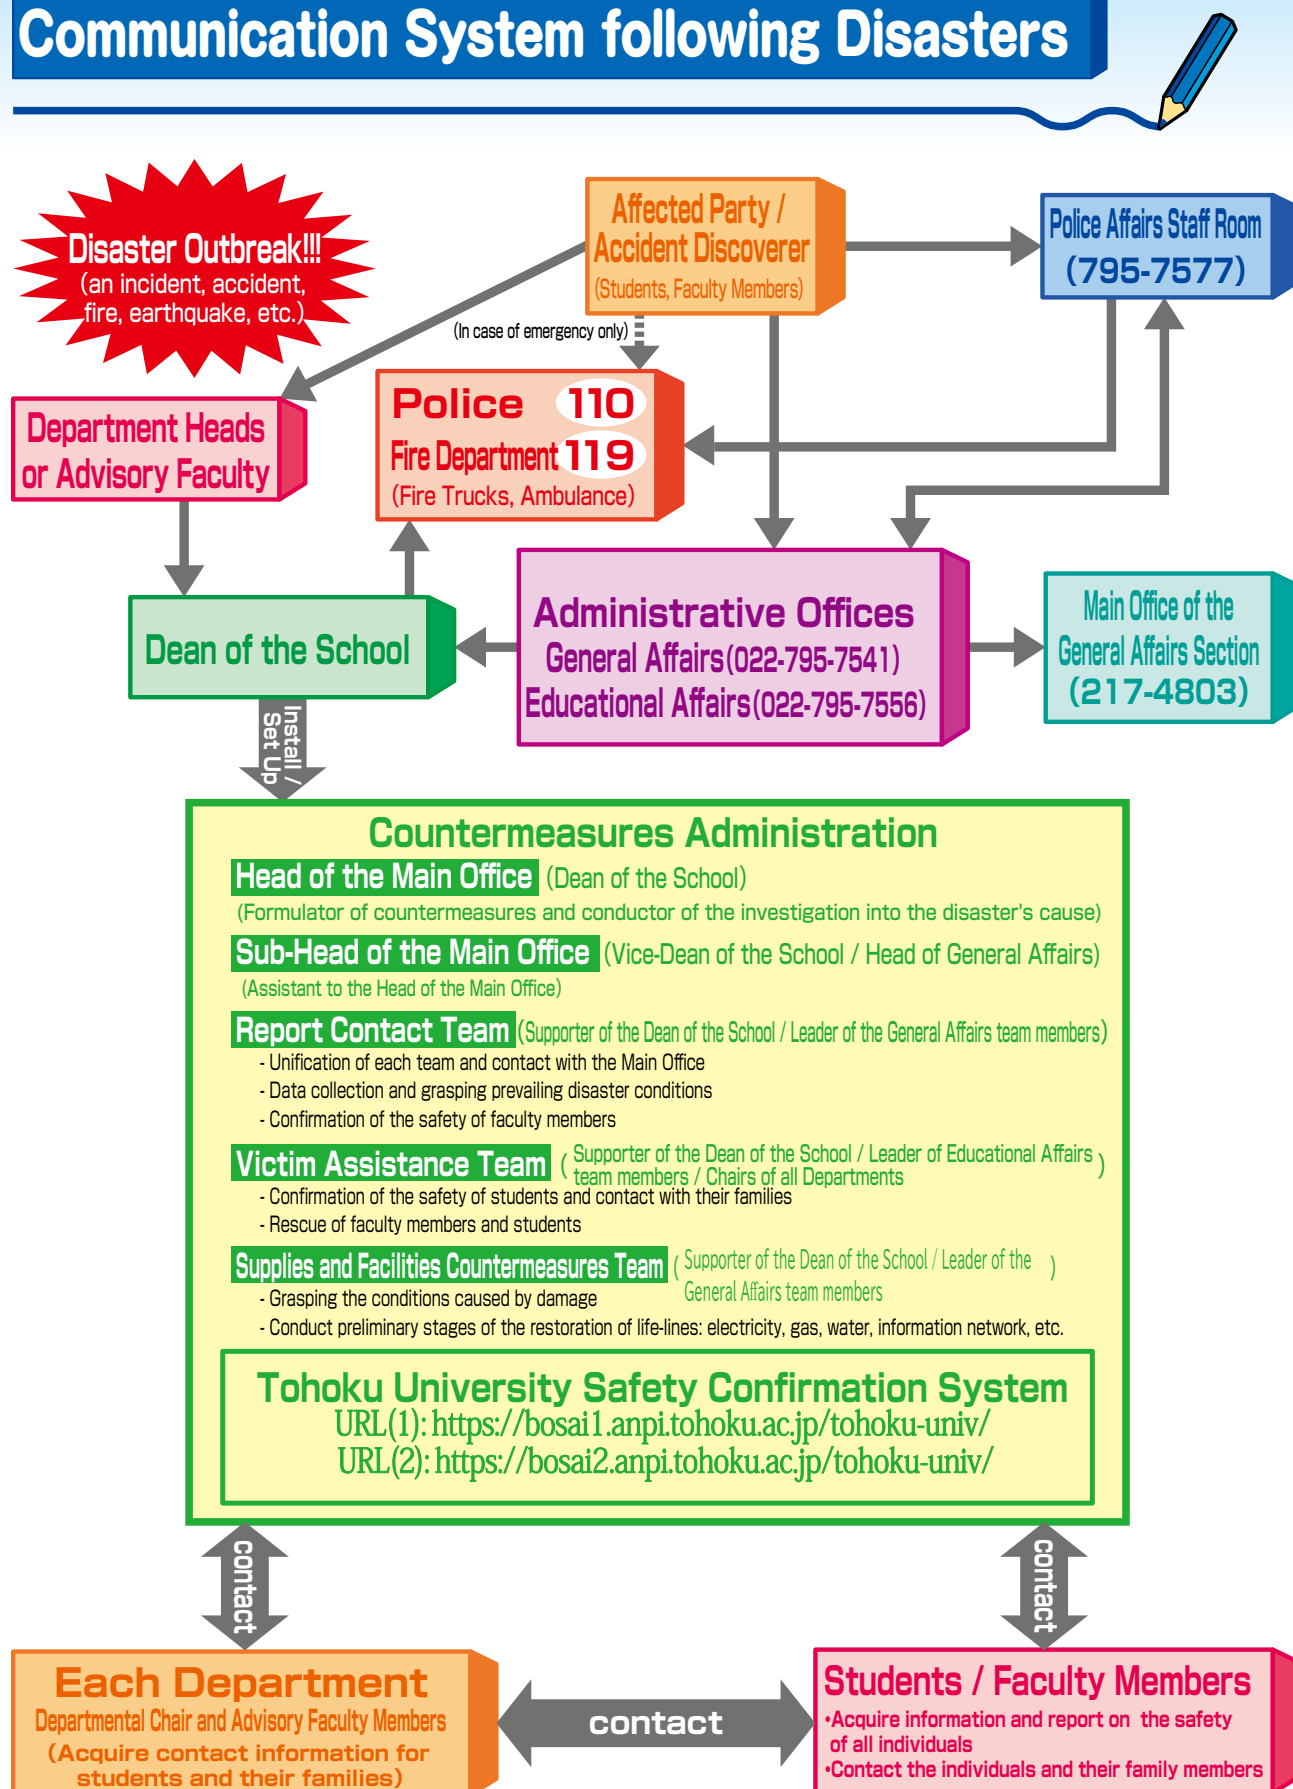 Communication System following Disasters
Disaster Outbreak!!!
(an incident, accident,
fire, earthquake, etc.)
Affected Party /
Accident Discoverer
(Students, Faculty Members)
Police Affairs Staff Room
(795-7577)
(In case of emergency only)
Police 110
Fire Department 119
(Fire Trucks, Ambulance)
Department Heads
or Advisory Faculty
Dean of the School
Administrative Offices
General Affairs(022-795-7541)
Educational Affairs(022-795-7556)
Main Office of the
General Affairs Section
(217-4803)
Install /
Set Up
Countermeasures Administration
Head of the Main Office (Dean of the School)
(Formulator of countermeasures and conductor of the investigation into the disaster's cause)
Sub-Head of the Main Office (Vice-Dean of the School / Head of General Affairs)
(Assistant to the Head of the Main Office)
Report Contact Team (Supporter of the Dean of the School / Leader of the General Affairs team members)
- Unification of each team and contact with the Main Office
- Data collection and grasping prevailing disaster conditions
- Confirmation of the safety of faculty members
Victim Assistance Team ( Supporter of the Dean of the School / Leader of Educational Affairs
team members / Chairs of all Departments )
- Confirmation of the safety of students and contact with their families
- Rescue of faculty members and students
Supplies and Facilities Countermeasures Team ( Supporter of the Dean of the School / Leader of the
General Affairs team members )
- Grasping the conditions caused by damage
- Conduct preliminary stages of the restoration of life-lines: electricity, gas, water, information network, etc.
Tohoku University Safety Confirmation System
URL(1): https://bosai1.anpi.tohoku.ac.jp/tohoku-univ/
URL(2): https://bosai2.anpi.tohoku.ac.jp/tohoku-univ/
contact
contact
Each Department
Departmental Chair and Advisory Faculty Members
(Acquire contact information for
students and their families)
contact
Students / Faculty Members
•Acquire information and report on the safety
of all individuals
•Contact the individuals and their family members